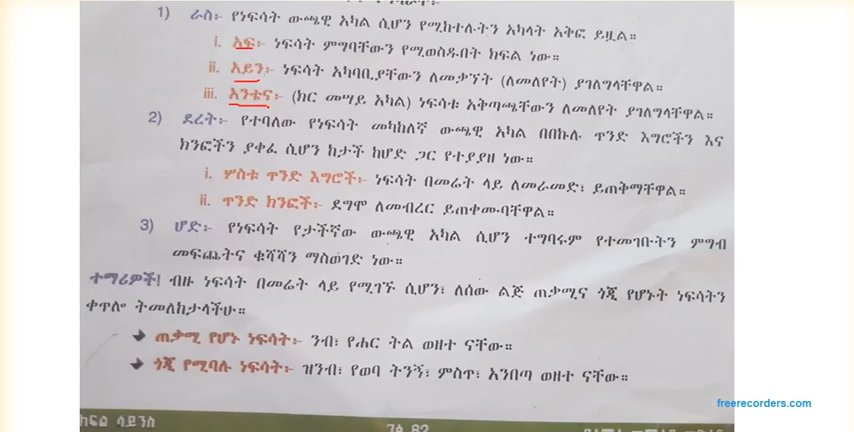 1) ራስ፦ የነፍሳት ውጫዊ አካል ሲሆን የሚከተሉትን አካላት አቅፎ ይዟል።
i. አፍ፦ ነፍሳት ምግባቸውን የሚወስዱበት ክፍል ነው።
ii. አይን፦ ነፍሳት አካባቢያቸውን ለመቃኘት (ለመለየት) ያገለግላቸዋል።
iii. አንቴና፦ (ክር መሣይ አካል) ነፍሳቱ አቅጣጫቸውን ለመለየት ያገለግላቸዋል።
2) ደረት፦ የተባለው የነፍሳት መካከለኛ ውጫዊ አካል በበኩሉ ጥንድ እግሮችን እና
ክንፎችን ያቀፈ ሲሆን ከታች ከሆድ ጋር የተያያዘ ነው።
i. ሦስቱ ጥንድ እግሮች፦ ነፍሳት በመሬት ላይ ለመራመድ፣ ይጠቅማቸዋል።
ii. ጥንድ ክንፎች፦ ደግሞ ለመብረር ይጠቀሙባቸዋል።
3) ሆድ፦ የነፍሳት የታችኛው ውጫዊ አካል ሲሆን ተግባሩም የተመገቡትን ምግብ
መፍጨትና ቁሻሻን ማስወገድ ነው።
ተማሪዎች! ብዙ ነፍሳት በመሬት ላይ የሚገኙ ሲሆን፣ ለሰው ልጅ ጠቃሚና ጎጂ የሆኑት ነፍሳትን
ቀጥሎ ትመለከታላችሁ።
ጠቃሚ የሆኑ ነፍሳት፦ ንብ፣ የሐር ትል ወዘተ ናቸው።
ጎጂ የሚባሉ ነፍሳት፦ ዝንብ፣ የወባ ትንኝ፣ ምስጥ፣ አንበጣ ወዘተ ናቸው።
freerecorders.com
ክፍል ሳይንስ ገፅ 82